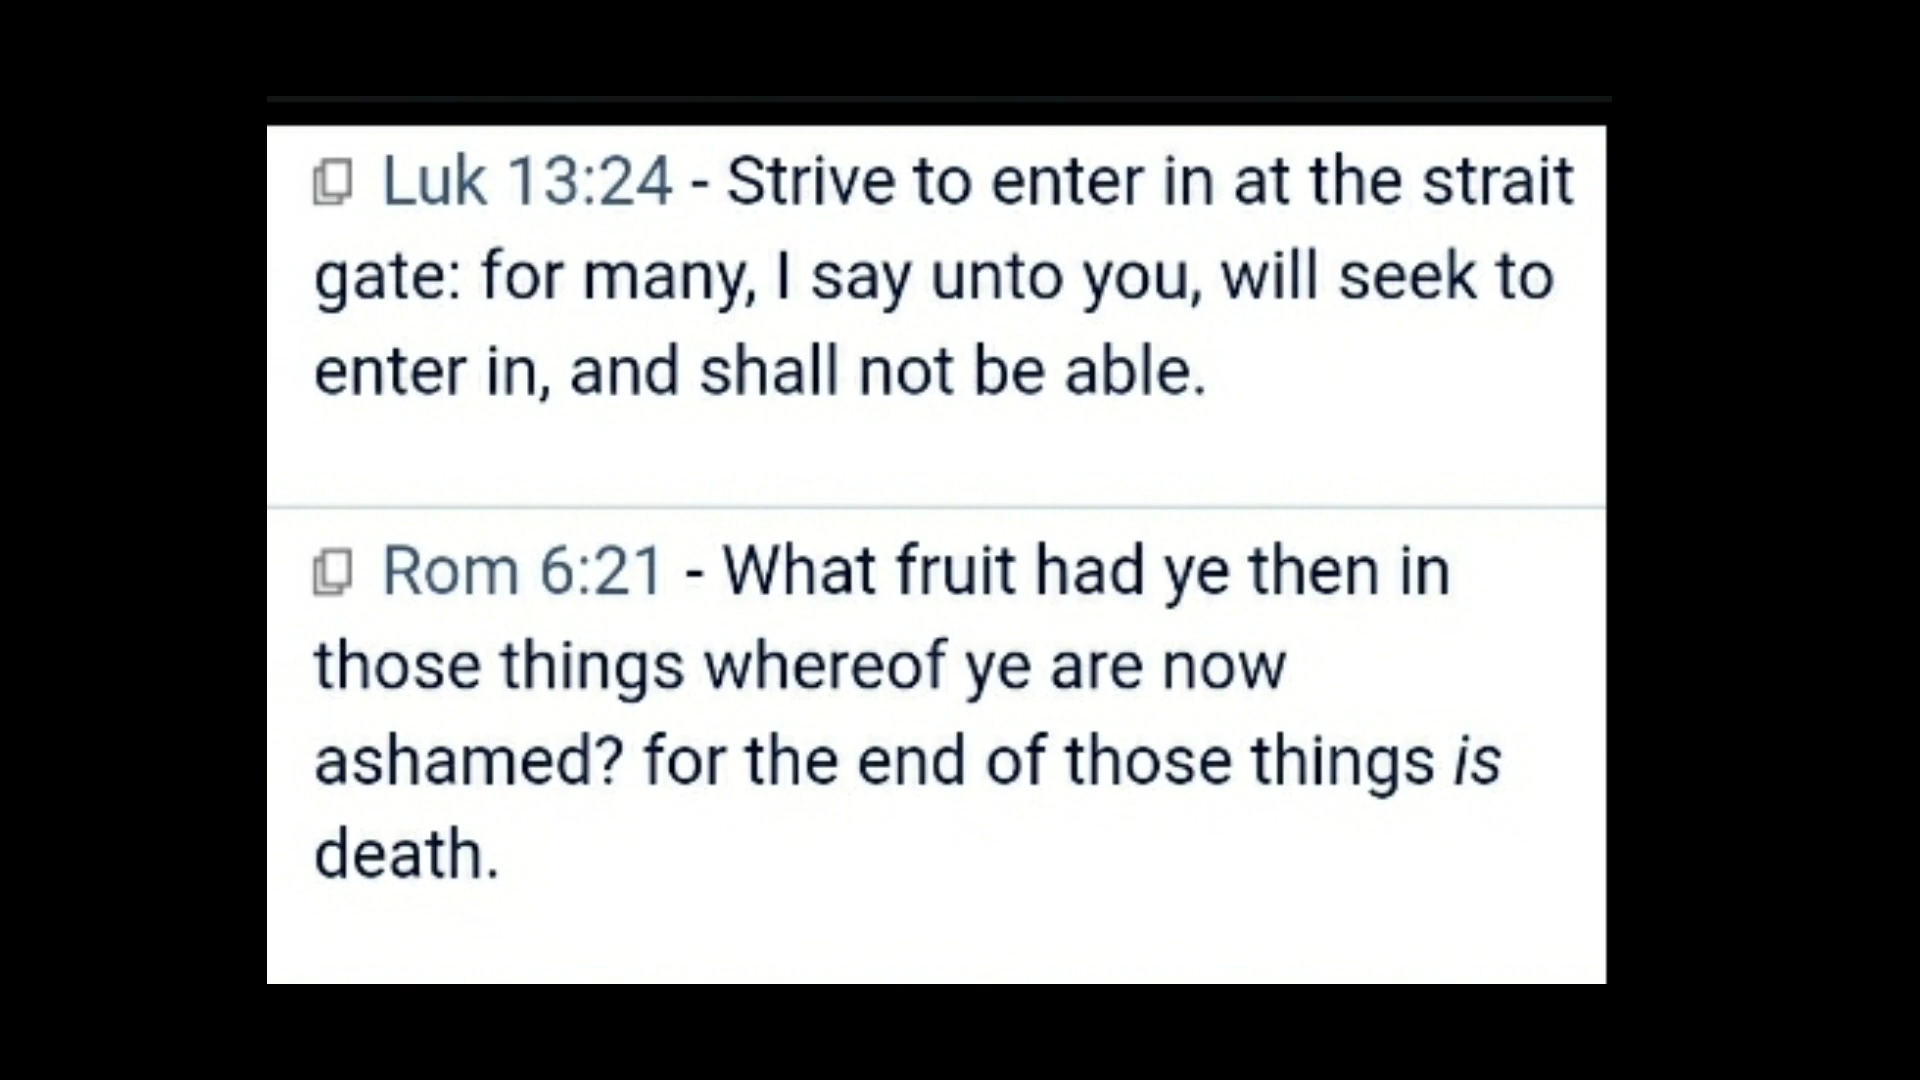 Luk 13:24 - Strive to enter in at the strait
gate: for many, I say unto you, will seek to
enter in, and shall not be able.
Rom 6:21 - What fruit had ye then in
those things whereof ye are now
ashamed? for the end of those things is
death.